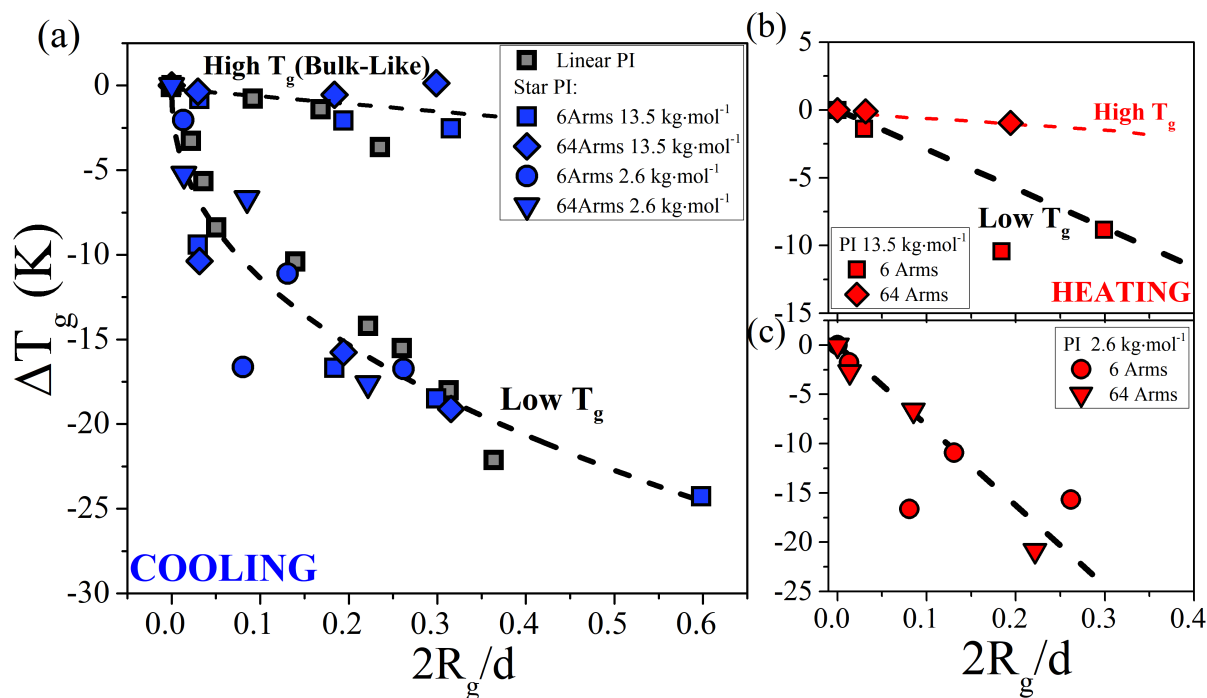 (a)
High Tg (Bulk-Like)
Linear PI
Star PI:
6Arms 13.5 kg·mol-1
64Arms 13.5 kg·mol-1
6Arms 2.6 kg·mol-1
64Arms 2.6 kg·mol-1
Low Tg
COOLING
0
-5
-10
-15
-20
-25
-30
ΔTg (K)
0.0 0.1 0.2 0.3 0.4 0.5 0.6
2Rg/d
(b)
5
0
-5
-10
-15
High Tg
Low Tg
PI 13.5 kg·mol-1
6 Arms
64 Arms
HEATING
(c)
0
-5
-10
-15
-20
-25
PI 2.6 kg·mol-1
6 Arms
64 Arms
0.0 0.1 0.2 0.3 0.4
2Rg/d